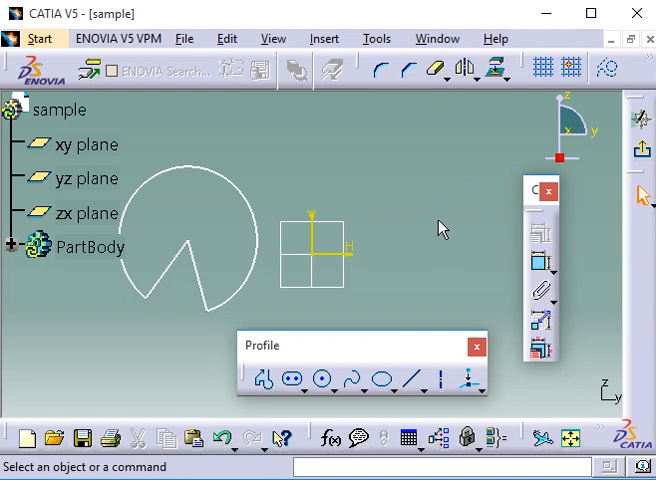 CATIA V5 - [sample]
Start ENOVIA V5 VPM File Edit View Insert Tools Window Help
ENOVIA ENOVIA Search...
sample
xy plane
yz plane
zx plane
PartBody
z
x y
V
H
C... x
Profile x
z
y
f(x)
CATIA
Select an object or a command